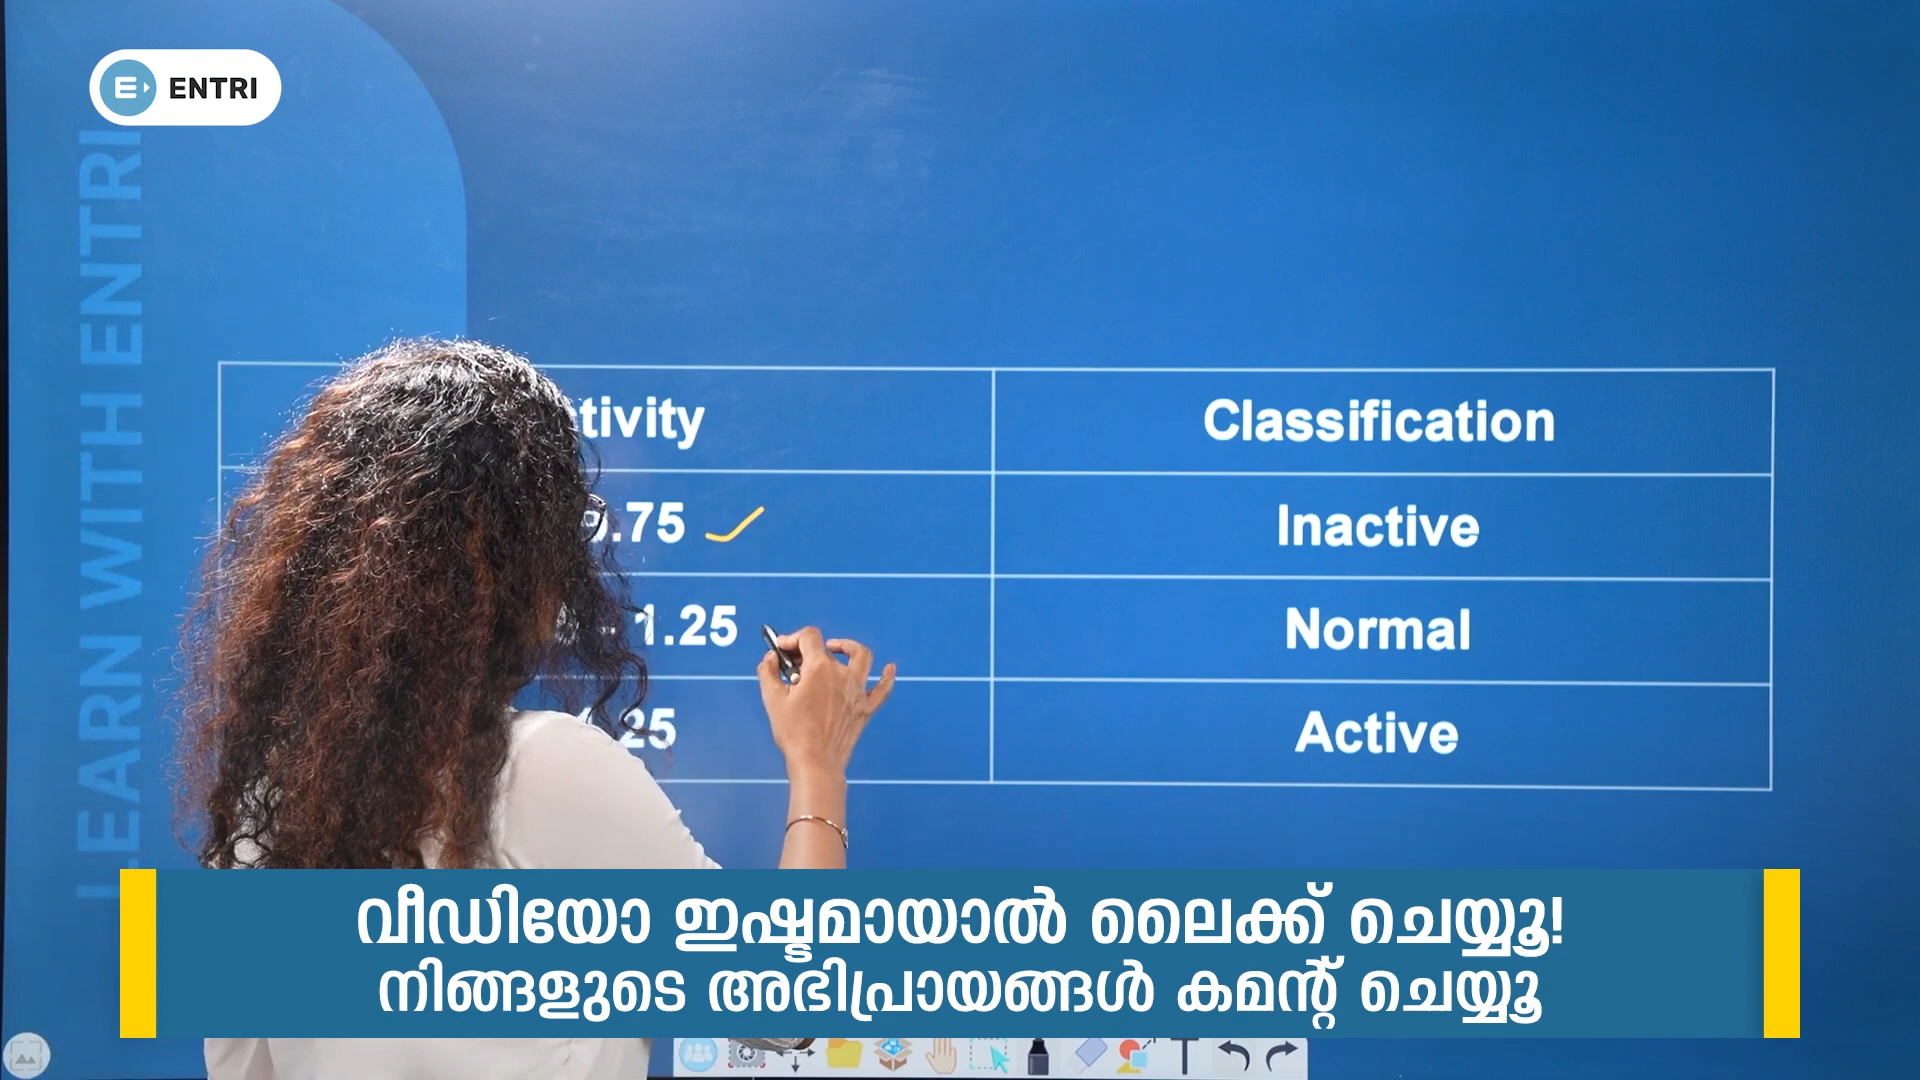 ENTRI
LEARN WITH ENTRI
Classification
.75
Inactive
1.25
Normal
25
Active
വീഡിയോ ഇഷ്ടമായാൽ ലൈക്ക് ചെയ്യൂ!
നിങ്ങളുടെ അഭിപ്രായങ്ങൾ കമന്റ് ചെയ്യൂ